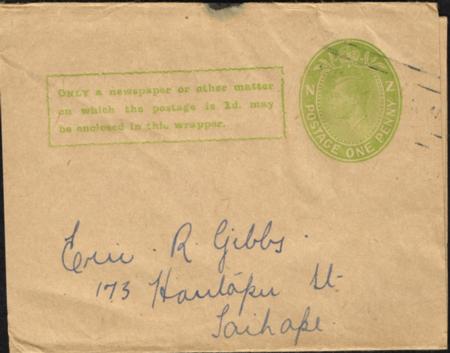 ONLY a newspaper or other matter
on which the postage is 1d. may
be enclosed in this wrapper.
N Z
POSTAGE ONE PENNY
R. Gibbs.
173 Hautapu St
Taihape.